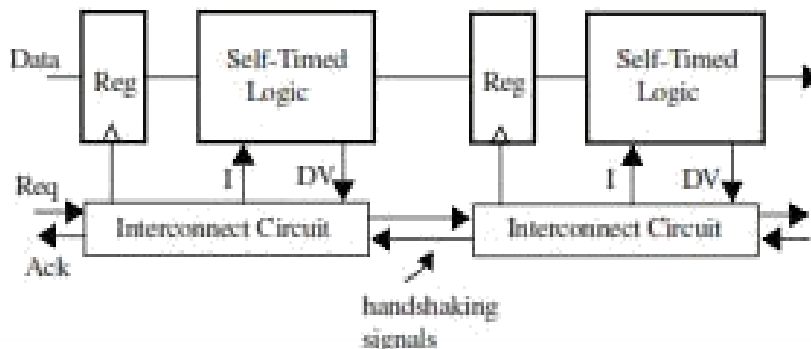 Data
Reg
Self-Timed
Logic
Reg
Self-Timed
Logic
I
DV
I
DV
Req
Interconnect Circuit
Interconnect Circuit
Ack
handshaking
signals